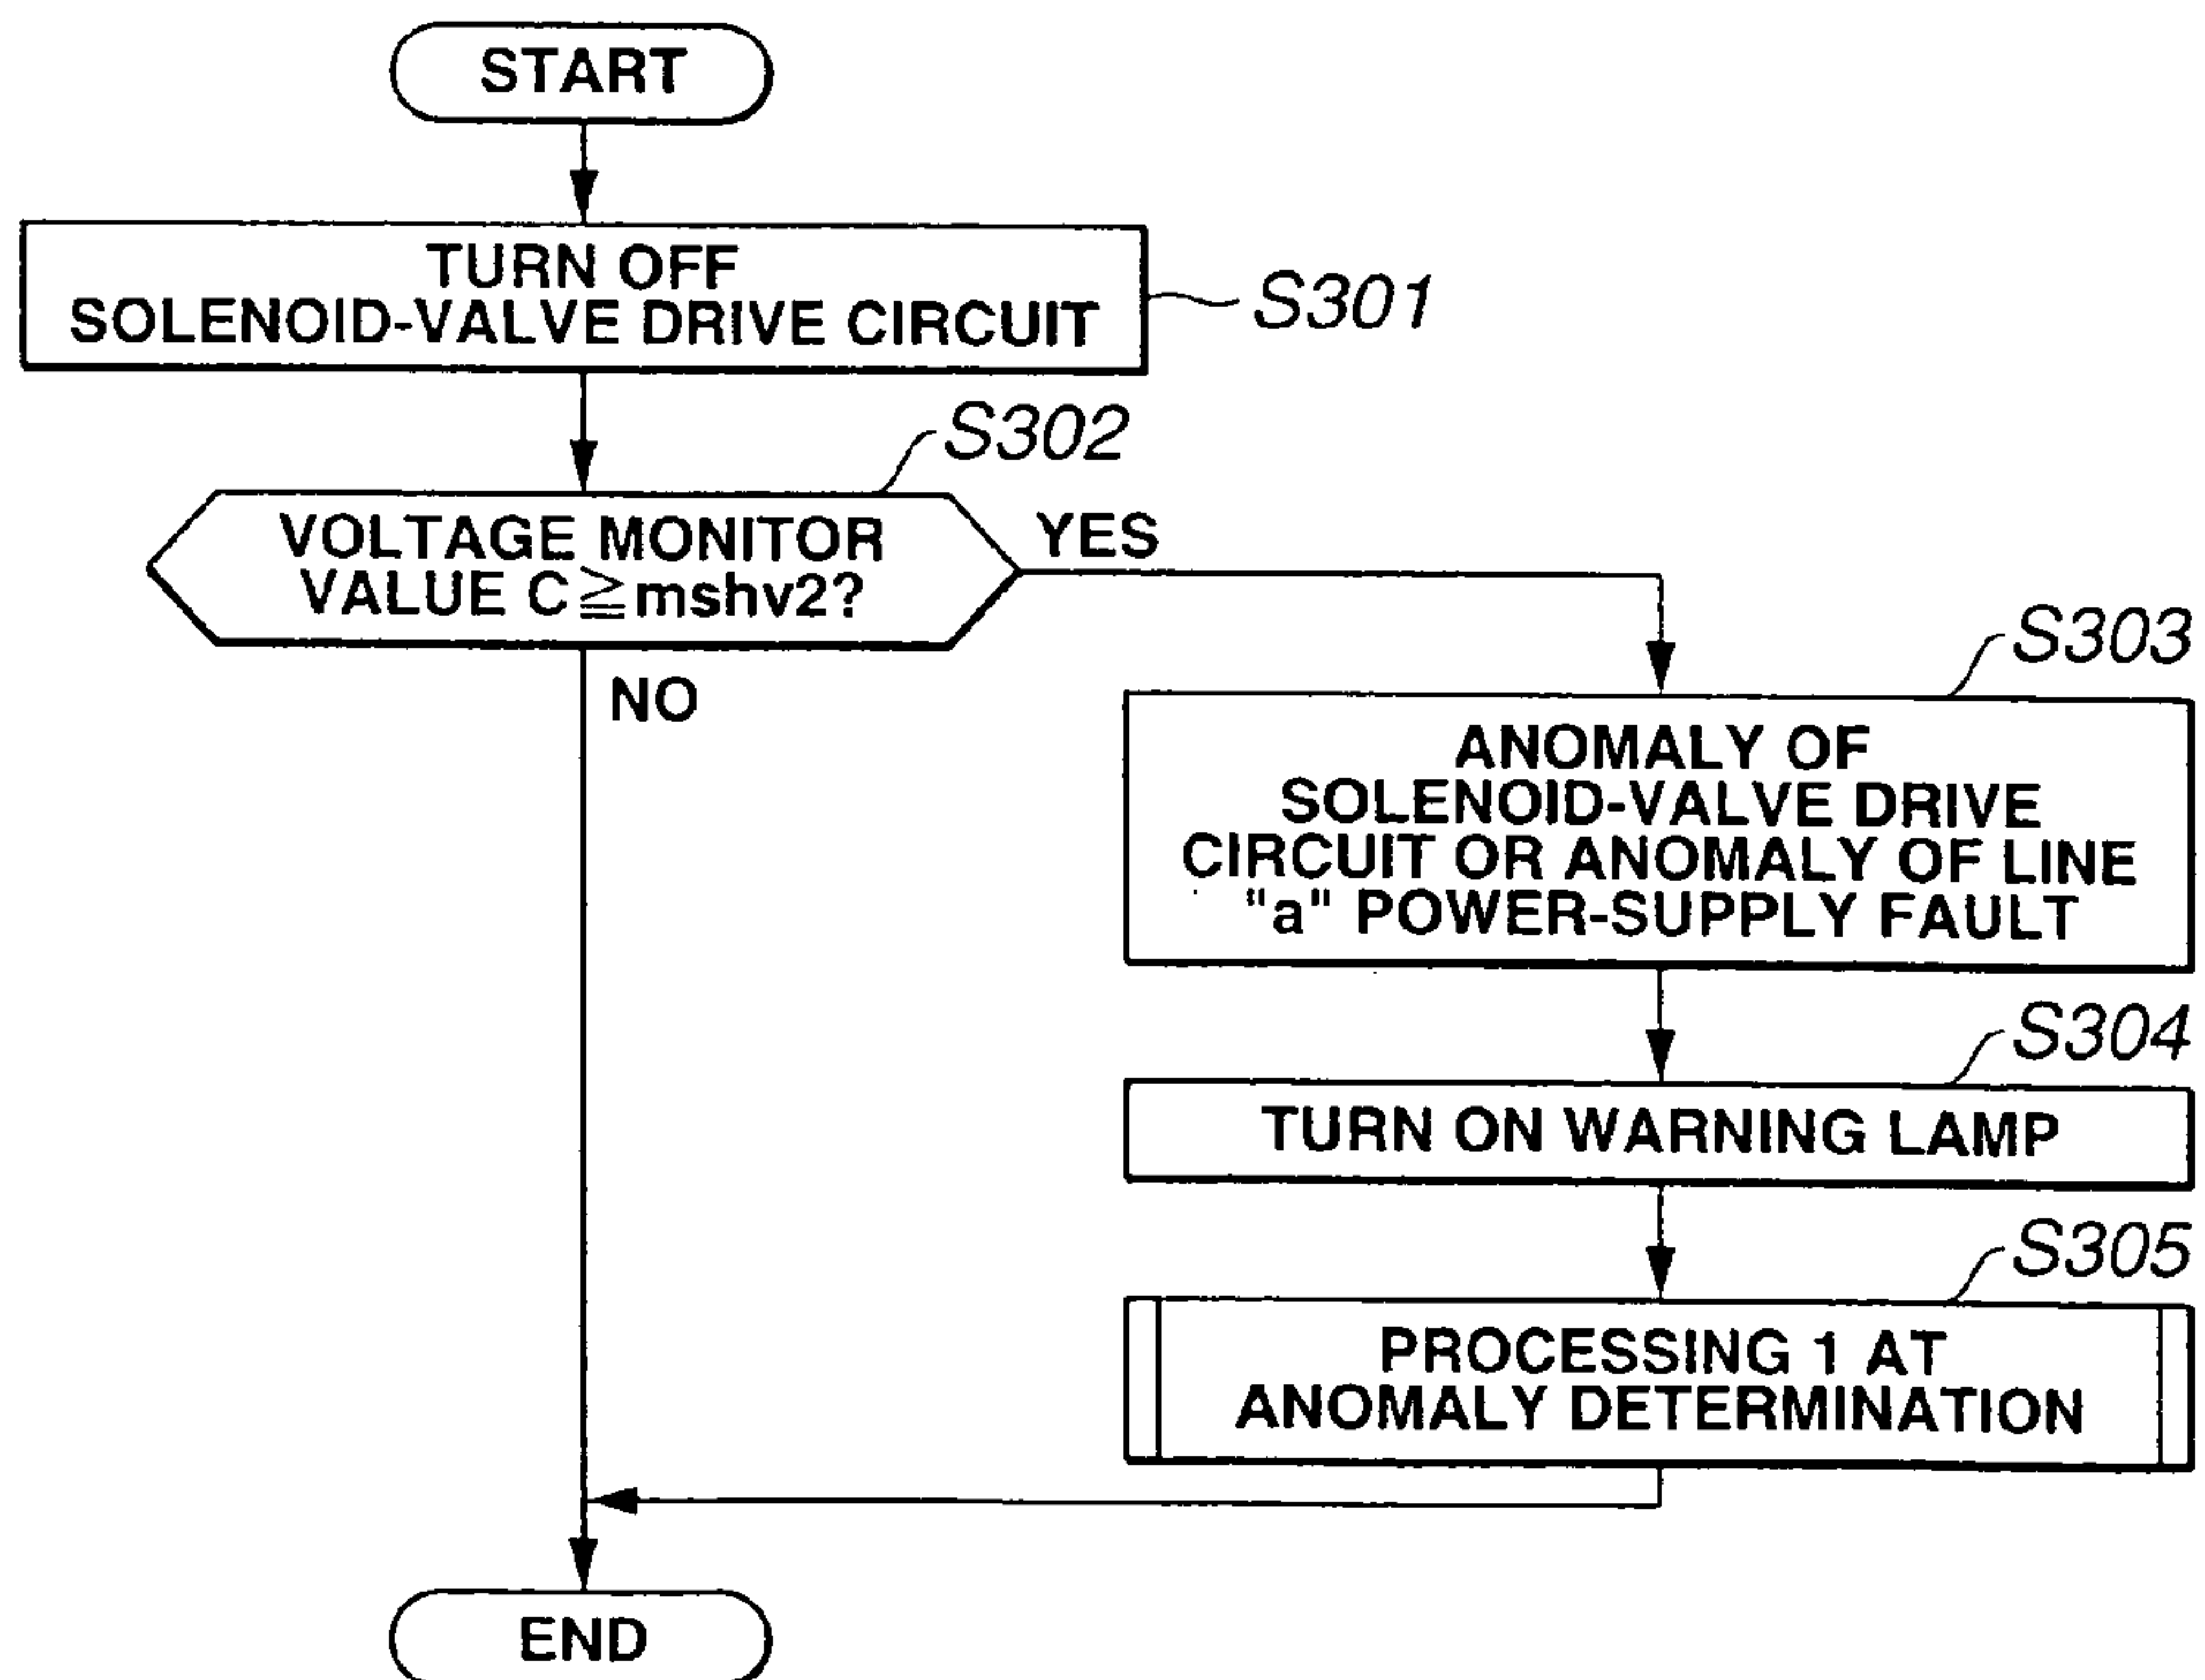 START
TURN OFF
SOLENOID-VALVE DRIVE CIRCUIT
S301
S302
VOLTAGE MONITOR
VALUE C≧mshv2?
YES
NO
S303
ANOMALY OF
SOLENOID-VALVE DRIVE
CIRCUIT OR ANOMALY OF LINE
"a" POWER-SUPPLY FAULT
S304
TURN ON WARNING LAMP
S305
PROCESSING 1 AT
ANOMALY DETERMINATION
END